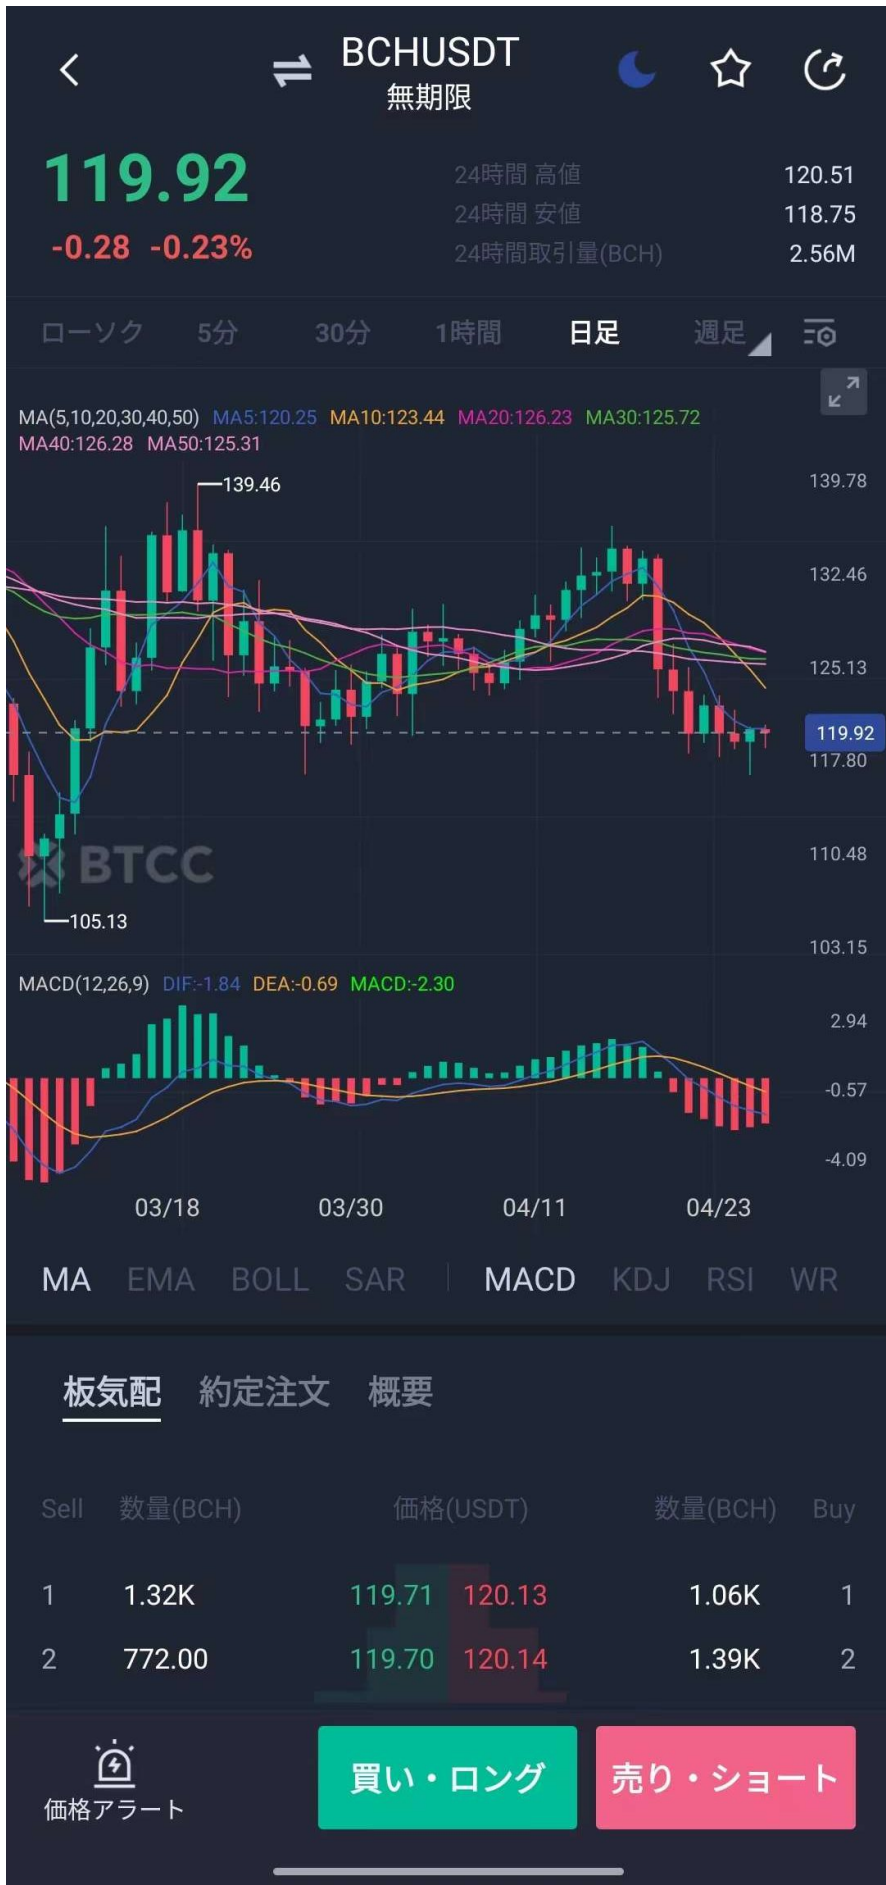 BCHUSDT
無期限
119.92
-0.28 -0.23%
24時間 高値 120.51
24時間 安値 118.75
24時間取引量(BCH) 2.56M
ローソク 5分 30分 1時間 日足 週足
MA(5,10,20,30,40,50) MA5:120.25 MA10:123.44 MA20:126.23 MA30:125.72
MA40:126.28 MA50:125.31
139.46
139.78
132.46
125.13
119.92
117.80
110.48
BTCC
105.13
103.15
MACD(12,26,9) DIF:-1.84 DEA:-0.69 MACD:-2.30
2.94
-0.57
-4.09
03/18 03/30 04/11 04/23
MA EMA BOLL SAR MACD KDJ RSI WR
板気配 約定注文 概要
Sell 数量(BCH) 価格(USDT) 数量(BCH) Buy
1 1.32K 119.71 120.13 1.06K 1
2 772.00 119.70 120.14 1.39K 2
価格アラート
買い・ロング
売り・ショート